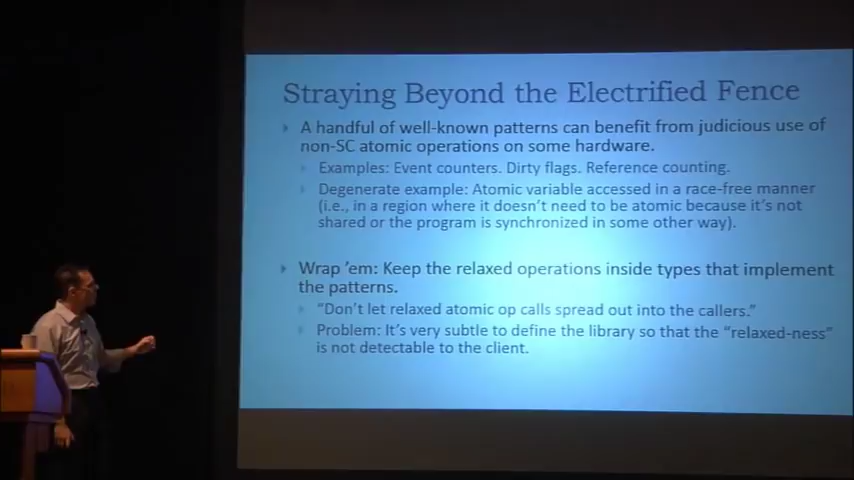 Straying Beyond the Electrified Fence
A handful of well-known patterns can benefit from judicious use of
non-SC atomic operations on some hardware.
Examples: Event counters. Dirty flags. Reference counting.
Degenerate example: Atomic variable accessed in a race-free manner
(i.e., in a region where it doesn't need to be atomic because it's not
shared or the program is synchronized in some other way).
Wrap 'em: Keep the relaxed operations inside types that implement
the patterns.
"Don't let relaxed atomic op calls spread out into the callers."
Problem: It's very subtle to define the library so that the "relaxed-ness"
is not detectable to the client.